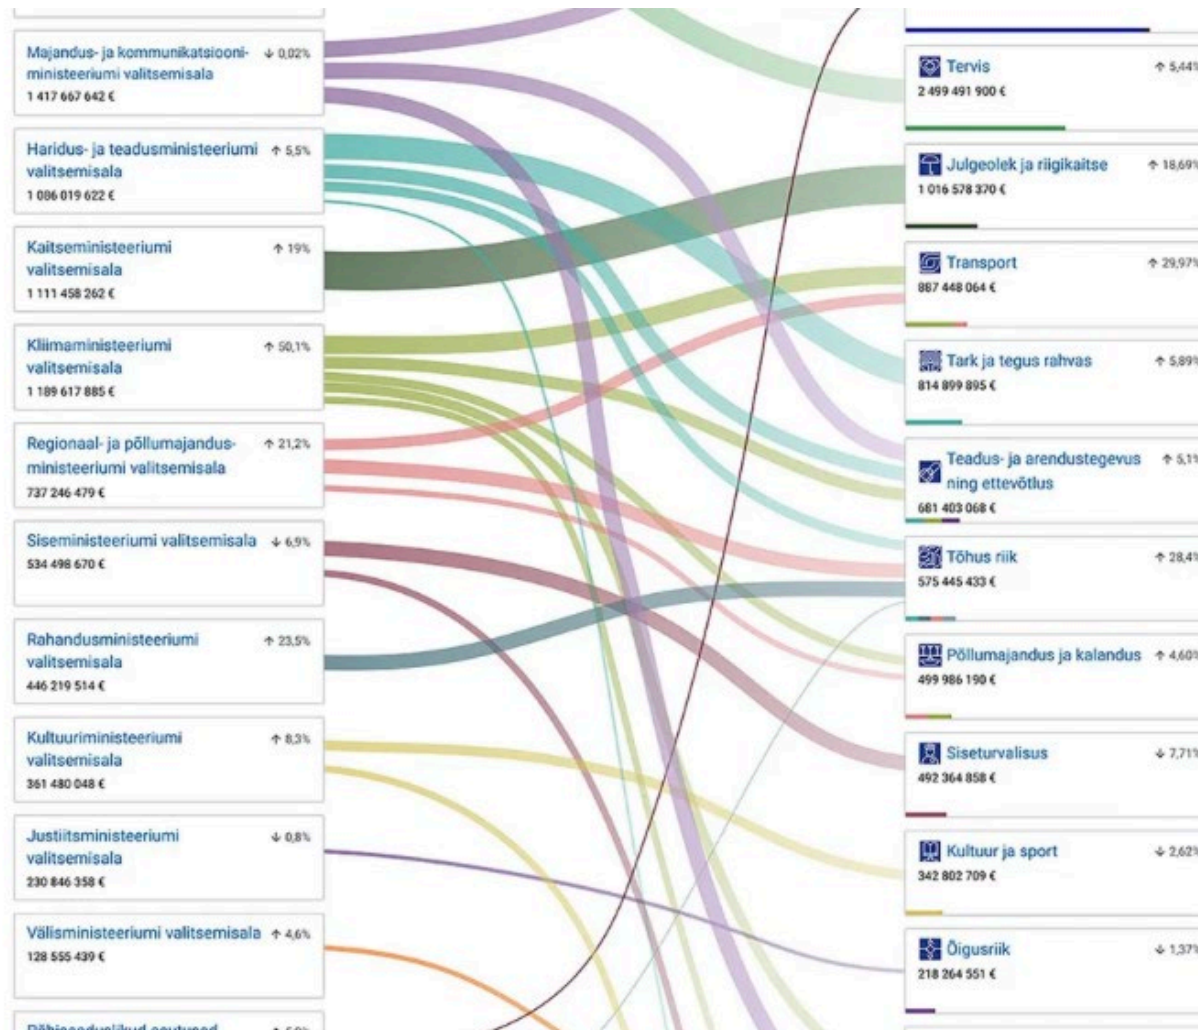 Majandus- ja kommunikatsiooni-
ministeeriumi valitsemisala
↓ 0,02%
1 417 667 642 €
Haridus- ja teadusministeeriumi
valitsemisala
↑ 5,5%
1 086 019 622 €
Kaitseministeeriumi
valitsemisala
↑ 19%
1 111 458 262 €
Kliimaministeeriumi
valitsemisala
↑ 50,1%
1 189 617 885 €
Regionaal- ja põllumajandus-
ministeeriumi valitsemisala
↑ 21,2%
737 246 479 €
Siseministeeriumi valitsemisala
↓ 6,9%
534 498 670 €
Rahandusministeeriumi
valitsemisala
↑ 23,5%
446 219 514 €
Kultuuriministeeriumi
valitsemisala
↑ 8,3%
361 480 048 €
Justiitsministeeriumi
valitsemisala
↓ 0,8%
230 846 358 €
Välisministeeriumi valitsemisala
↑ 4,6%
128 555 439 €
Tervis
↑ 5,44%
2 499 491 900 €
Julgeolek ja riigikaitse
↑ 18,69%
1 016 578 370 €
Transport
↑ 29,97%
887 448 064 €
Tark ja tegus rahvas
↑ 5,89%
814 899 895 €
Teadus- ja arendustegevus
ning ettevõtlus
↑ 5,1%
681 403 068 €
Tõhus riik
↑ 28,4%
575 445 433 €
Põllumajandus ja kalandus
↑ 4,60%
499 986 190 €
Siseturvalisus
↓ 7,71%
492 364 858 €
Kultuur ja sport
↓ 2,62%
342 802 709 €
Õigusriik
↓ 1,37%
218 264 551 €